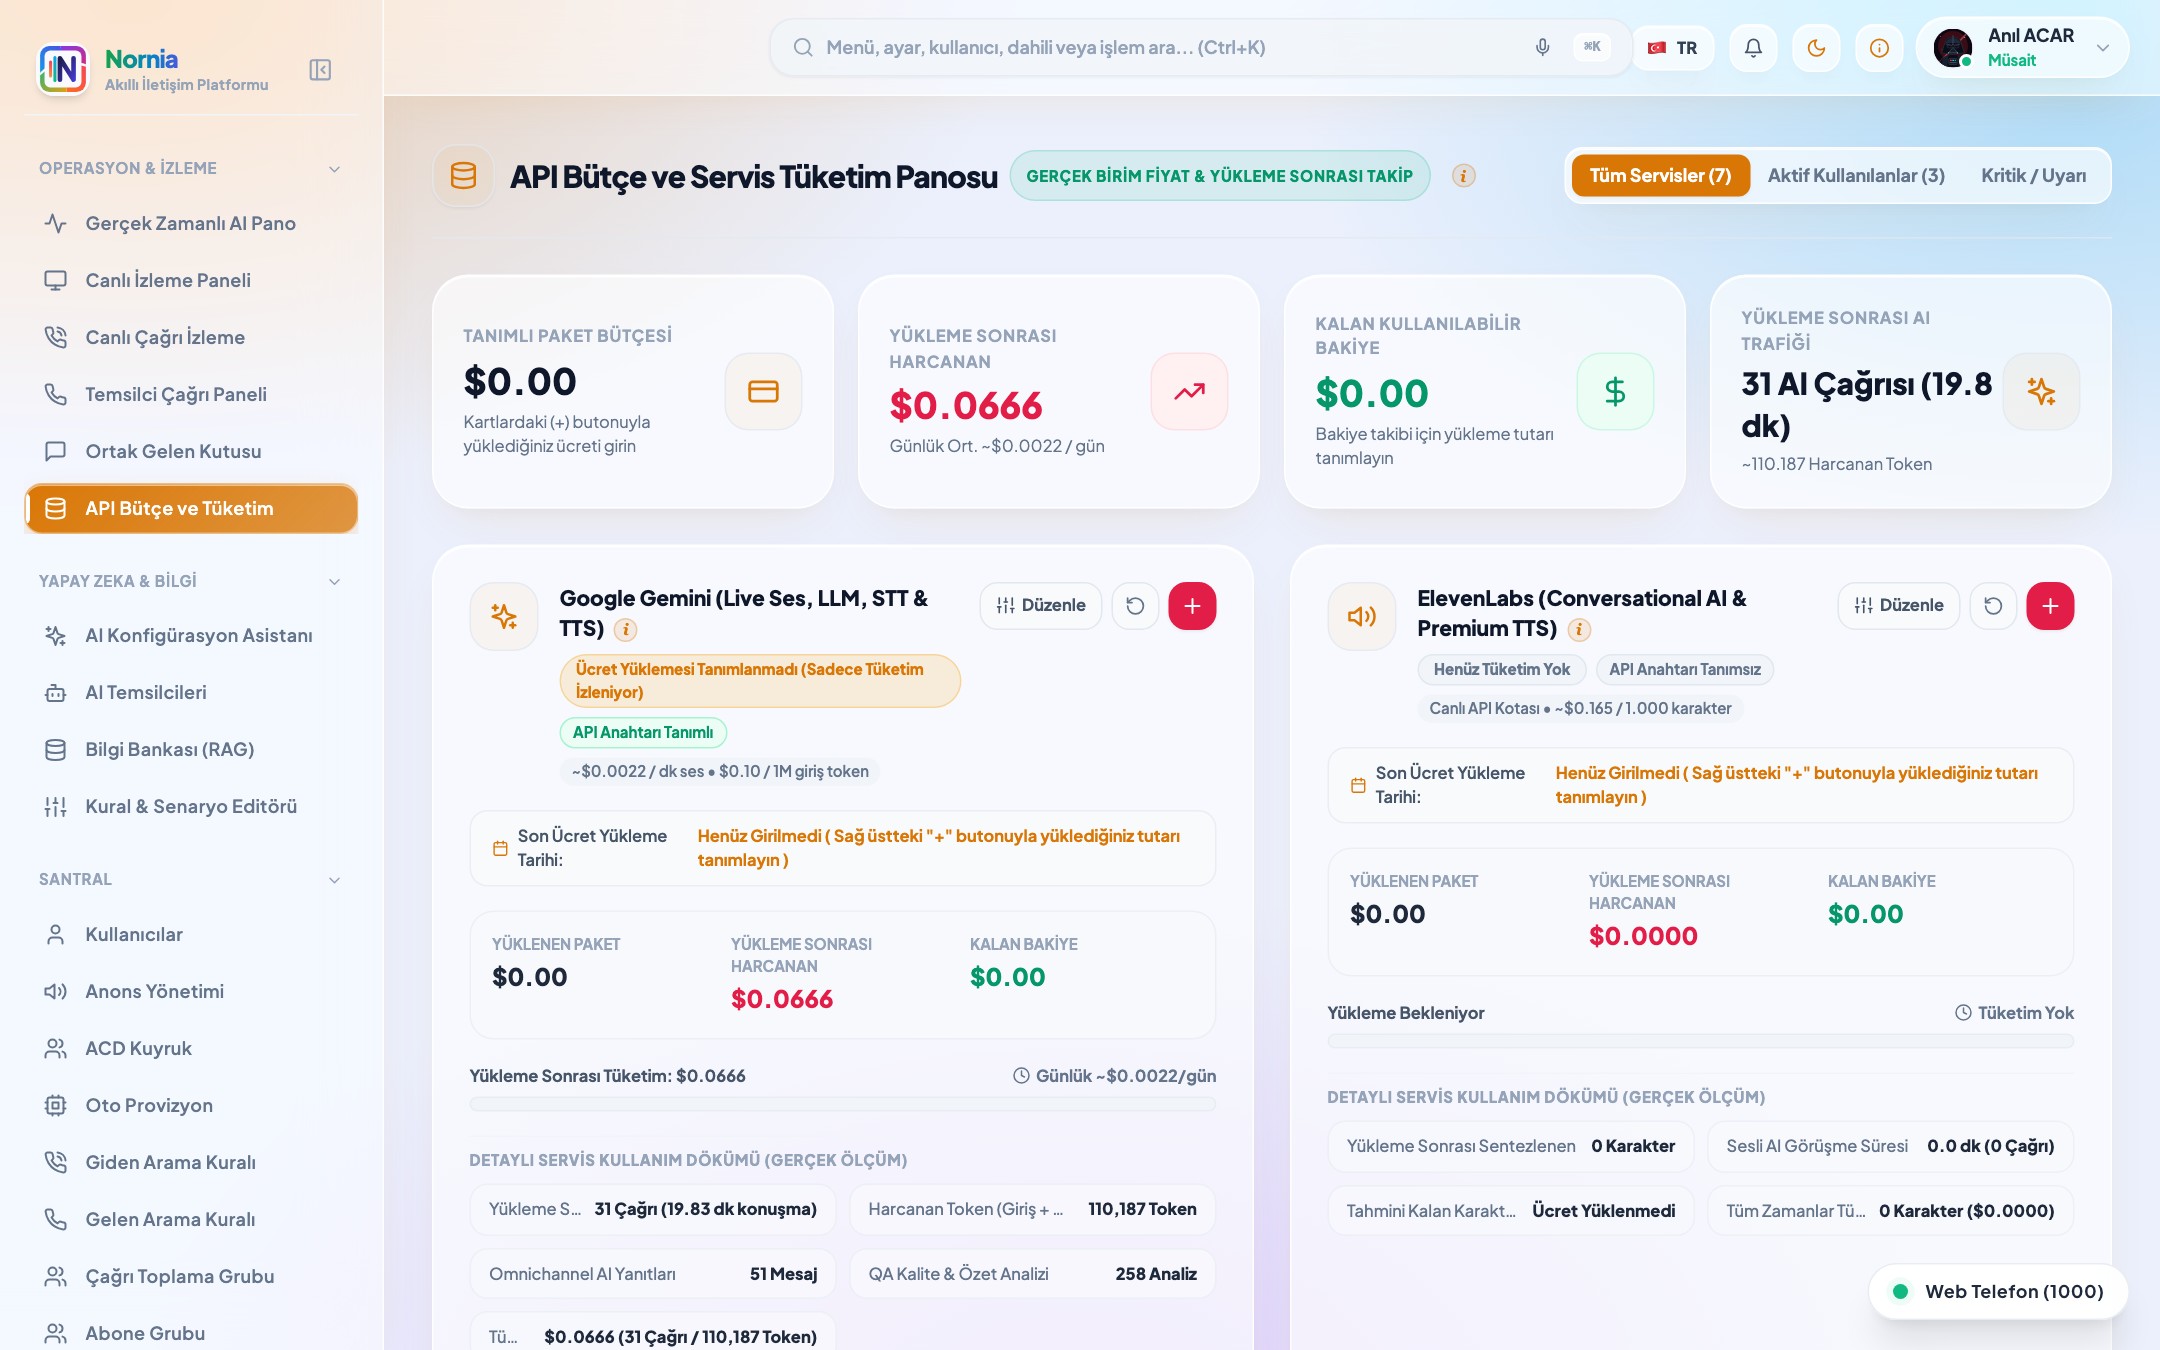 Nornia
Akıllı İletişim Platformu
OPERASYON & İZLEME
Gerçek Zamanlı AI Pano
Canlı İzleme Paneli
Canlı Çağrı İzleme
Temsilci Çağrı Paneli
Ortak Gelen Kutusu
API Bütçe ve Tüketim
YAPAY ZEKA & BİLGİ
AI Konfigürasyon Asistanı
AI Temsilcileri
Bilgi Bankası (RAG)
Kural & Senaryo Editörü
SANTRAL
Kullanıcılar
Anons Yönetimi
ACD Kuyruk
Oto Provizyon
Giden Arama Kuralı
Gelen Arama Kuralı
Çağrı Toplama Grubu
Abone Grubu
Menü, ayar, kullanıcı, dahili veya işlem ara... (Ctrl+K)
⌘K
TR
Anıl ACAR
Müsait
API Bütçe ve Servis Tüketim Panosu
GERÇEK BİRİM FİYAT & YÜKLEME SONRASI TAKİP
Tüm Servisler (7)
Aktif Kullanılanlar (3)
Kritik / Uyarı
TANIMLI PAKET BÜTÇESİ
$0.00
Kartlardaki (+) butonuyla
yüklediğiniz ücreti girin
YÜKLEME SONRASI
HARCANAN
$0.0666
Günlük Ort. ~$0.0022 / gün
KALAN KULLANILABİLİR
BAKİYE
$0.00
Bakiye takibi için yükleme tutarı
tanımlayın
YÜKLEME SONRASI AI
TRAFİĞİ
31 AI Çağrısı (19.8
dk)
~110.187 Harcanan Token
Google Gemini (Live Ses, LLM, STT &
TTS)
Düzenle
Ücret Yüklemesi Tanımlanmadı (Sadece Tüketim
İzleniyor)
API Anahtarı Tanımlı
~$0.0022 / dk ses • $0.10 / 1M giriş token
Son Ücret Yükleme
Tarihi:
Henüz Girilmedi ( Sağ üstteki "+" butonuyla yüklediğiniz tutarı
tanımlayın )
YÜKLENEN PAKET
$0.00
YÜKLEME SONRASI
HARCANAN
$0.0666
KALAN BAKİYE
$0.00
Yükleme Sonrası Tüketim: $0.0666
Günlük ~$0.0022/gün
DETAYLI SERVİS KULLANIM DÖKÜMÜ (GERÇEK ÖLÇÜM)
Yükleme S... 31 Çağrı (19.83 dk konuşma)
Harcanan Token (Giriş + ... 110,187 Token
Omnichannel AI Yanıtları 51 Mesaj
QA Kalite & Özet Analizi 258 Analiz
Tü... $0.0666 (31 Çağrı / 110,187 Token)
ElevenLabs (Conversational AI &
Premium TTS)
Düzenle
Henüz Tüketim Yok
API Anahtarı Tanımsız
Canlı API Kotası • ~$0.165 / 1.000 karakter
Son Ücret Yükleme
Tarihi:
Henüz Girilmedi ( Sağ üstteki "+" butonuyla yüklediğiniz tutarı
tanımlayın )
YÜKLENEN PAKET
$0.00
YÜKLEME SONRASI
HARCANAN
$0.0000
KALAN BAKİYE
$0.00
Yükleme Bekleniyor
Tüketim Yok
DETAYLI SERVİS KULLANIM DÖKÜMÜ (GERÇEK ÖLÇÜM)
Yükleme Sonrası Sentezlenen 0 Karakter
Sesli AI Görüşme Süresi 0.0 dk (0 Çağrı)
Tahmini Kalan Karakt... Ücret Yüklenmedi
Tüm Zamanlar Tü... 0 Karakter ($0.0000)
Web Telefon (1000)